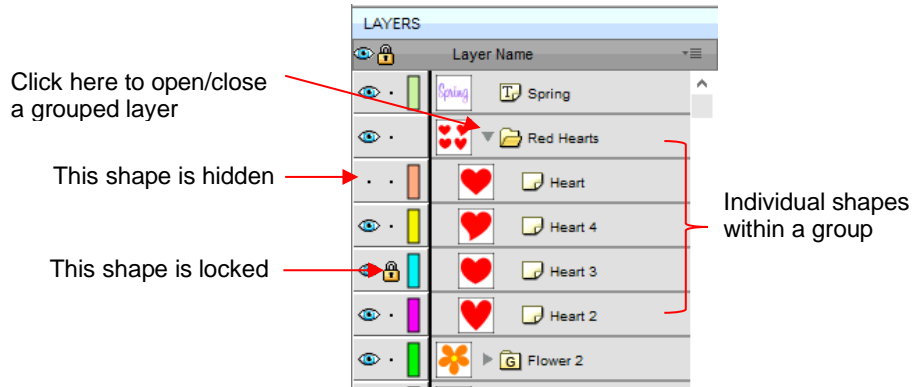 LAYERS
Layer Name
Click here to open/close
a grouped layer
Spring
T Spring
Red Hearts
This shape is hidden
Heart
Individual shapes
within a group
Heart 4
This shape is locked
Heart 3
Heart 2
G Flower 2